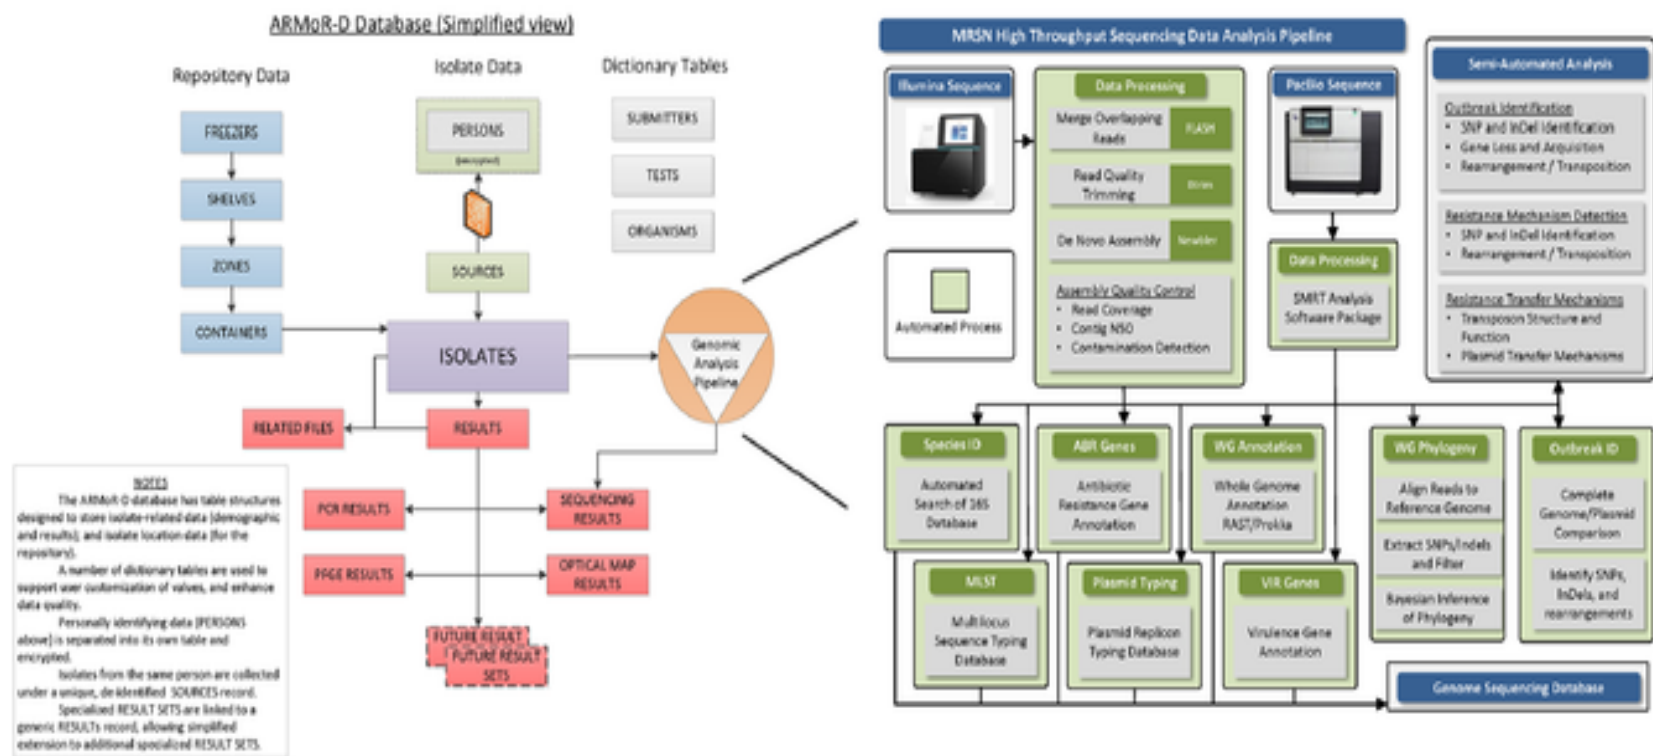 ARMoR-D Database (Simplified view)
Repository Data
Isolate Data
Dictionary Tables
FREEZERS
SHELVES
ZONES
CONTAINERS
PERSONS
(encrypted)
SOURCES
SUBMITTERS
TESTS
ORGANISMS
ISOLATES
Genomic
Analysis
Pipeline
RELATED FILES
RESULTS
PCR RESULTS
SEQUENCING
RESULTS
PFGE RESULTS
OPTICAL MAP
RESULTS
FUTURE RESULT
FUTURE RESULT
SETS
NOTES
The ARMoR-D database has table structures
designed to store isolate-related data (demographic
and results); and isolate location data (for the
repository).
A number of dictionary tables are used to
support user customization of values, and enhance
data quality.
Personally identifying data (PERSONS
above) is separated into its own table and
encrypted.
Isolates from the same person are collected
under a unique, de-identified SOURCES record.
Specialized RESULT SETS are linked to a
generic RESULTs record, allowing simplified
extension to additional specialized RESULT SETS.
MRSN High Throughput Sequencing Data Analysis Pipeline
Illumina Sequence
Data Processing
Merge Overlapping
Reads
FLASH
Read Quality
Trimming
De Novo Assembly
Newbler
Assembly Quality Control
• Read Coverage
• Contig N50
• Contamination Detection
Automated Process
PacBio Sequence
Data Processing
SMRT Analysis
Software Package
Semi-Automated Analysis
Outbreak Identification
• SNP and InDel Identification
• Gene Loss and Acquisition
• Rearrangement / Transposition
Resistance Mechanism Detection
• SNP and InDel Identification
• Rearrangement / Transposition
Resistance Transfer Mechanisms
• Transposon Structure and
Function
• Plasmid Transfer Mechanisms
Species ID
Automated
Search of 16S
Database
ABR Genes
Antibiotic
Resistance Gene
Annotation
WG Annotation
Whole Genome
Annotation
RAST/Prokka
WG Phylogeny
Align Reads to
Reference Genome
Extract SNPs/Indels
and Filter
Bayesian Inference
of Phylogeny
Outbreak ID
Complete
Genome/Plasmid
Comparison
Identify SNPs,
InDels, and
rearrangements
MLST
Multilocus
Sequence Typing
Database
Plasmid Typing
Plasmid Replicon
Typing Database
VIR Genes
Virulence Gene
Annotation
Genome Sequencing Database